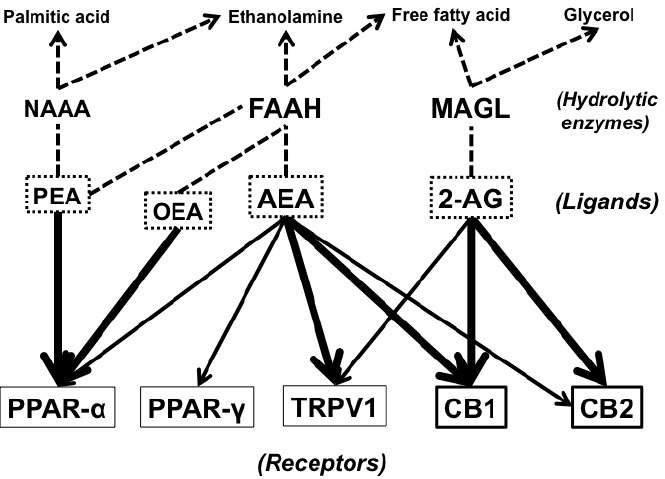 Palmitic acid
Ethanolamine
Free fatty acid
Glycerol
NAAA
FAAH
MAGL
(Hydrolytic
enzymes)
PEA
OEA
AEA
2-AG
(Ligands)
PPAR-α
PPAR-γ
TRPV1
CB1
CB2
(Receptors)